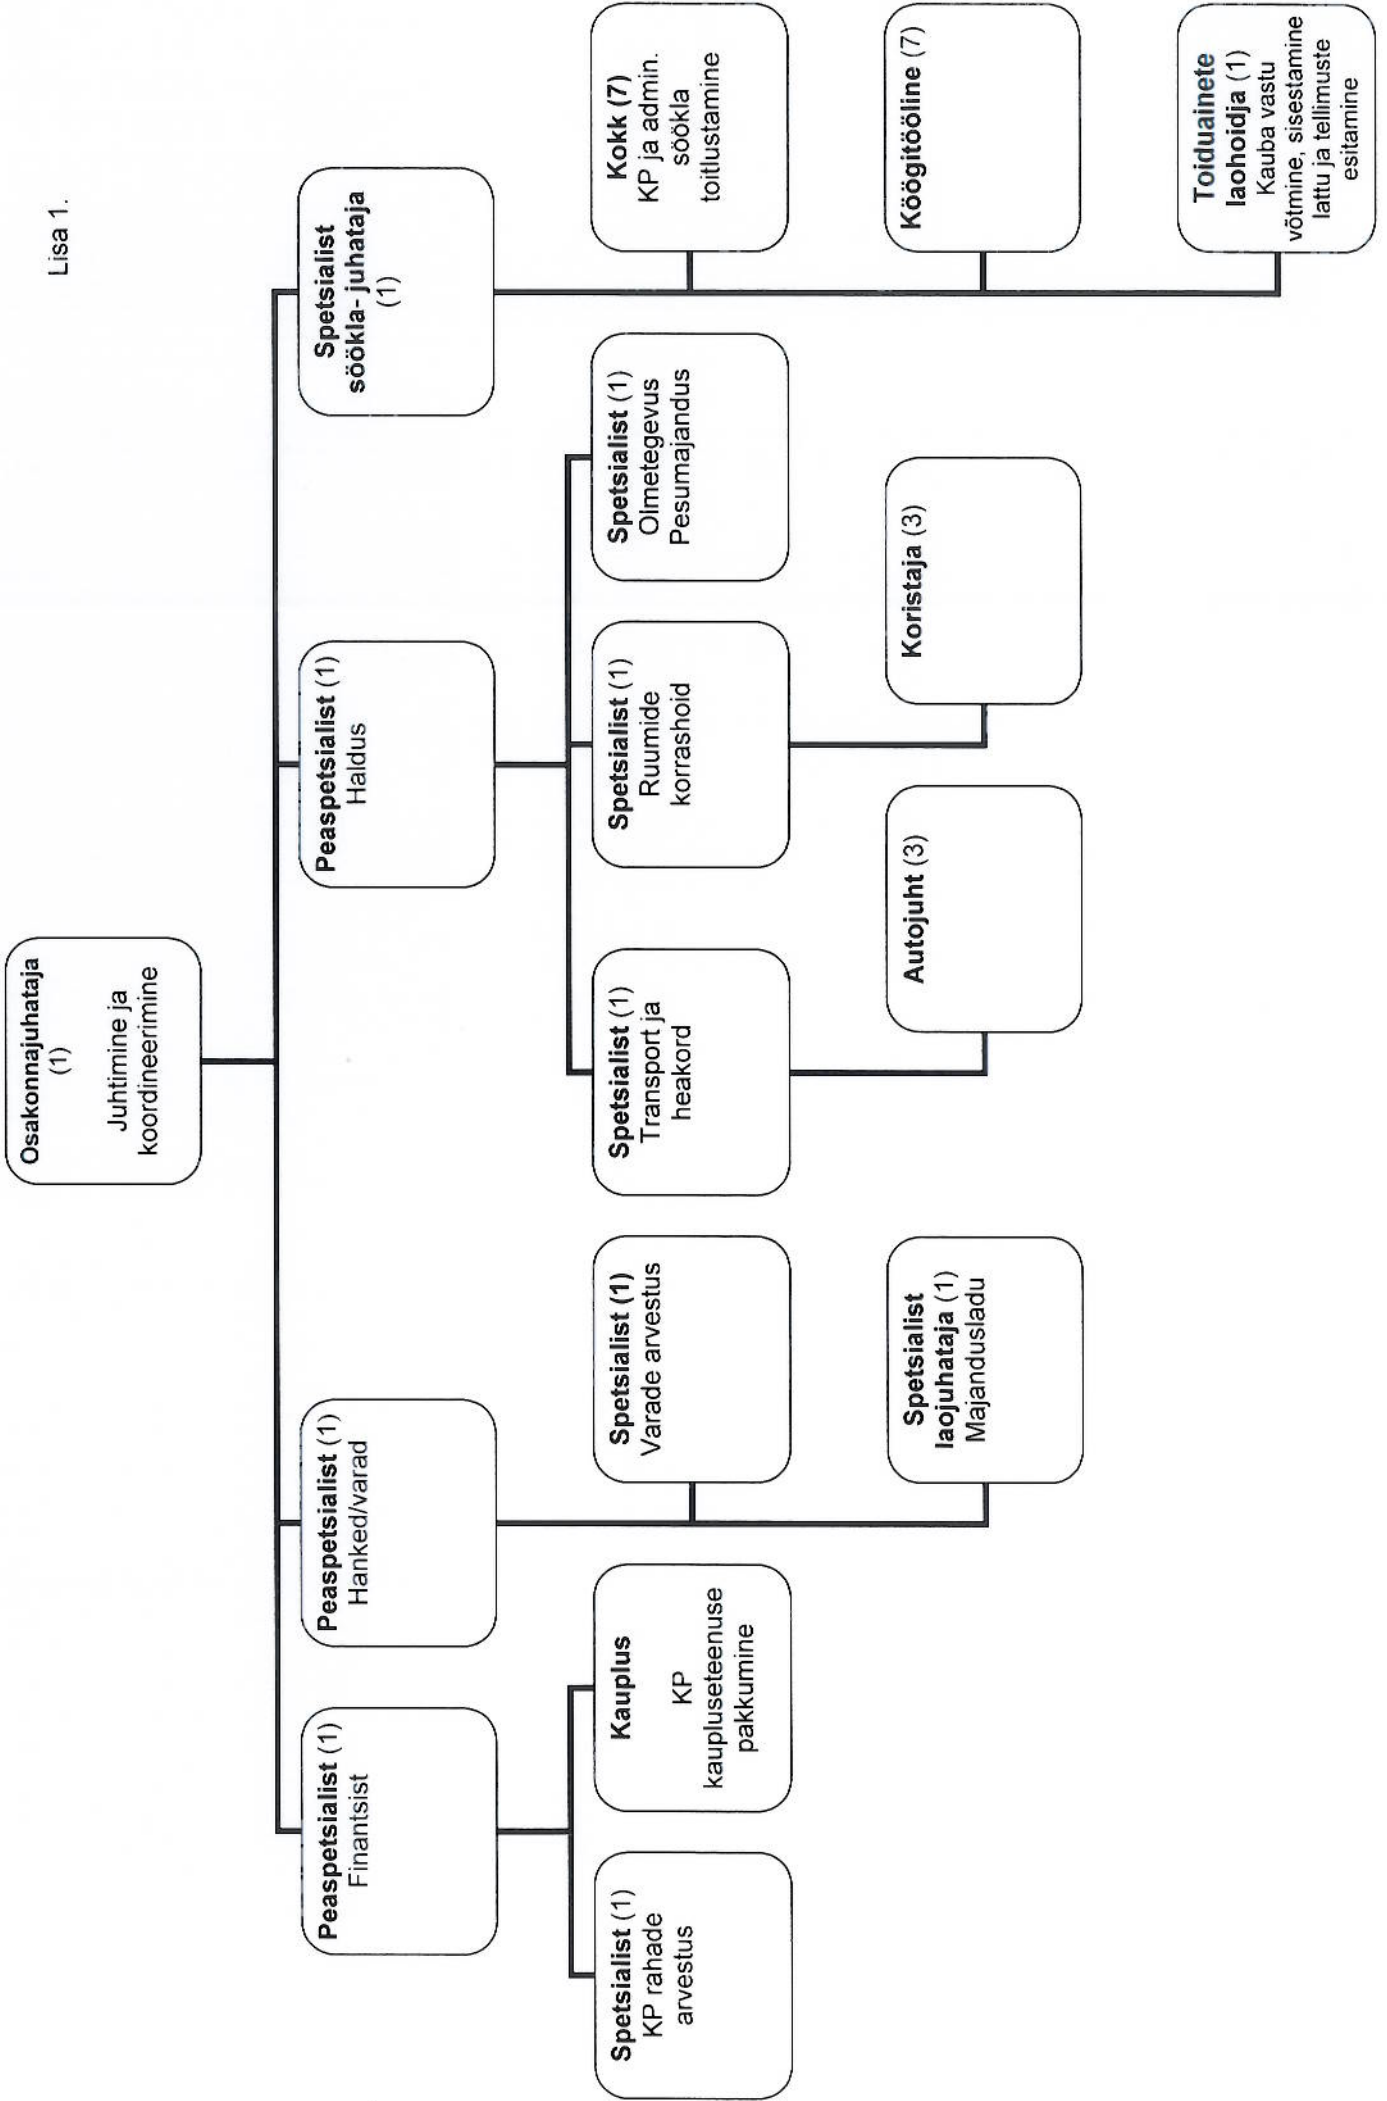 Lisa 1.
Osakonnajuhataja
(1)
Juhtimine ja
koordineerimine
Peaspetsialist (1)
Finantsist
Peaspetsialist (1)
Hanked/varad
Peaspetsialist (1)
Haldus
Spetsialist
söökla- juhataja
(1)
Spetsialist (1)
KP rahade
arvestus
Kauplus
KP
kaupluseteenuse
pakkumine
Spetsialist (1)
Varade arvestus
Spetsialist (1)
Transport ja
heakord
Spetsialist (1)
Ruumide
korrashoid
Spetsialist (1)
Olmetegevus
Pesumajandus
Kokk (7)
KP ja admin.
söökla
toitlustamine
Spetsialist
laojuhataja (1)
Majandusladu
Autojuht (3)
Koristaja (3)
Köögitööline (7)
Toiduainete
laohoidja (1)
Kauba vastu
võtmine, sisestamine
lattu ja tellimuste
esitamine